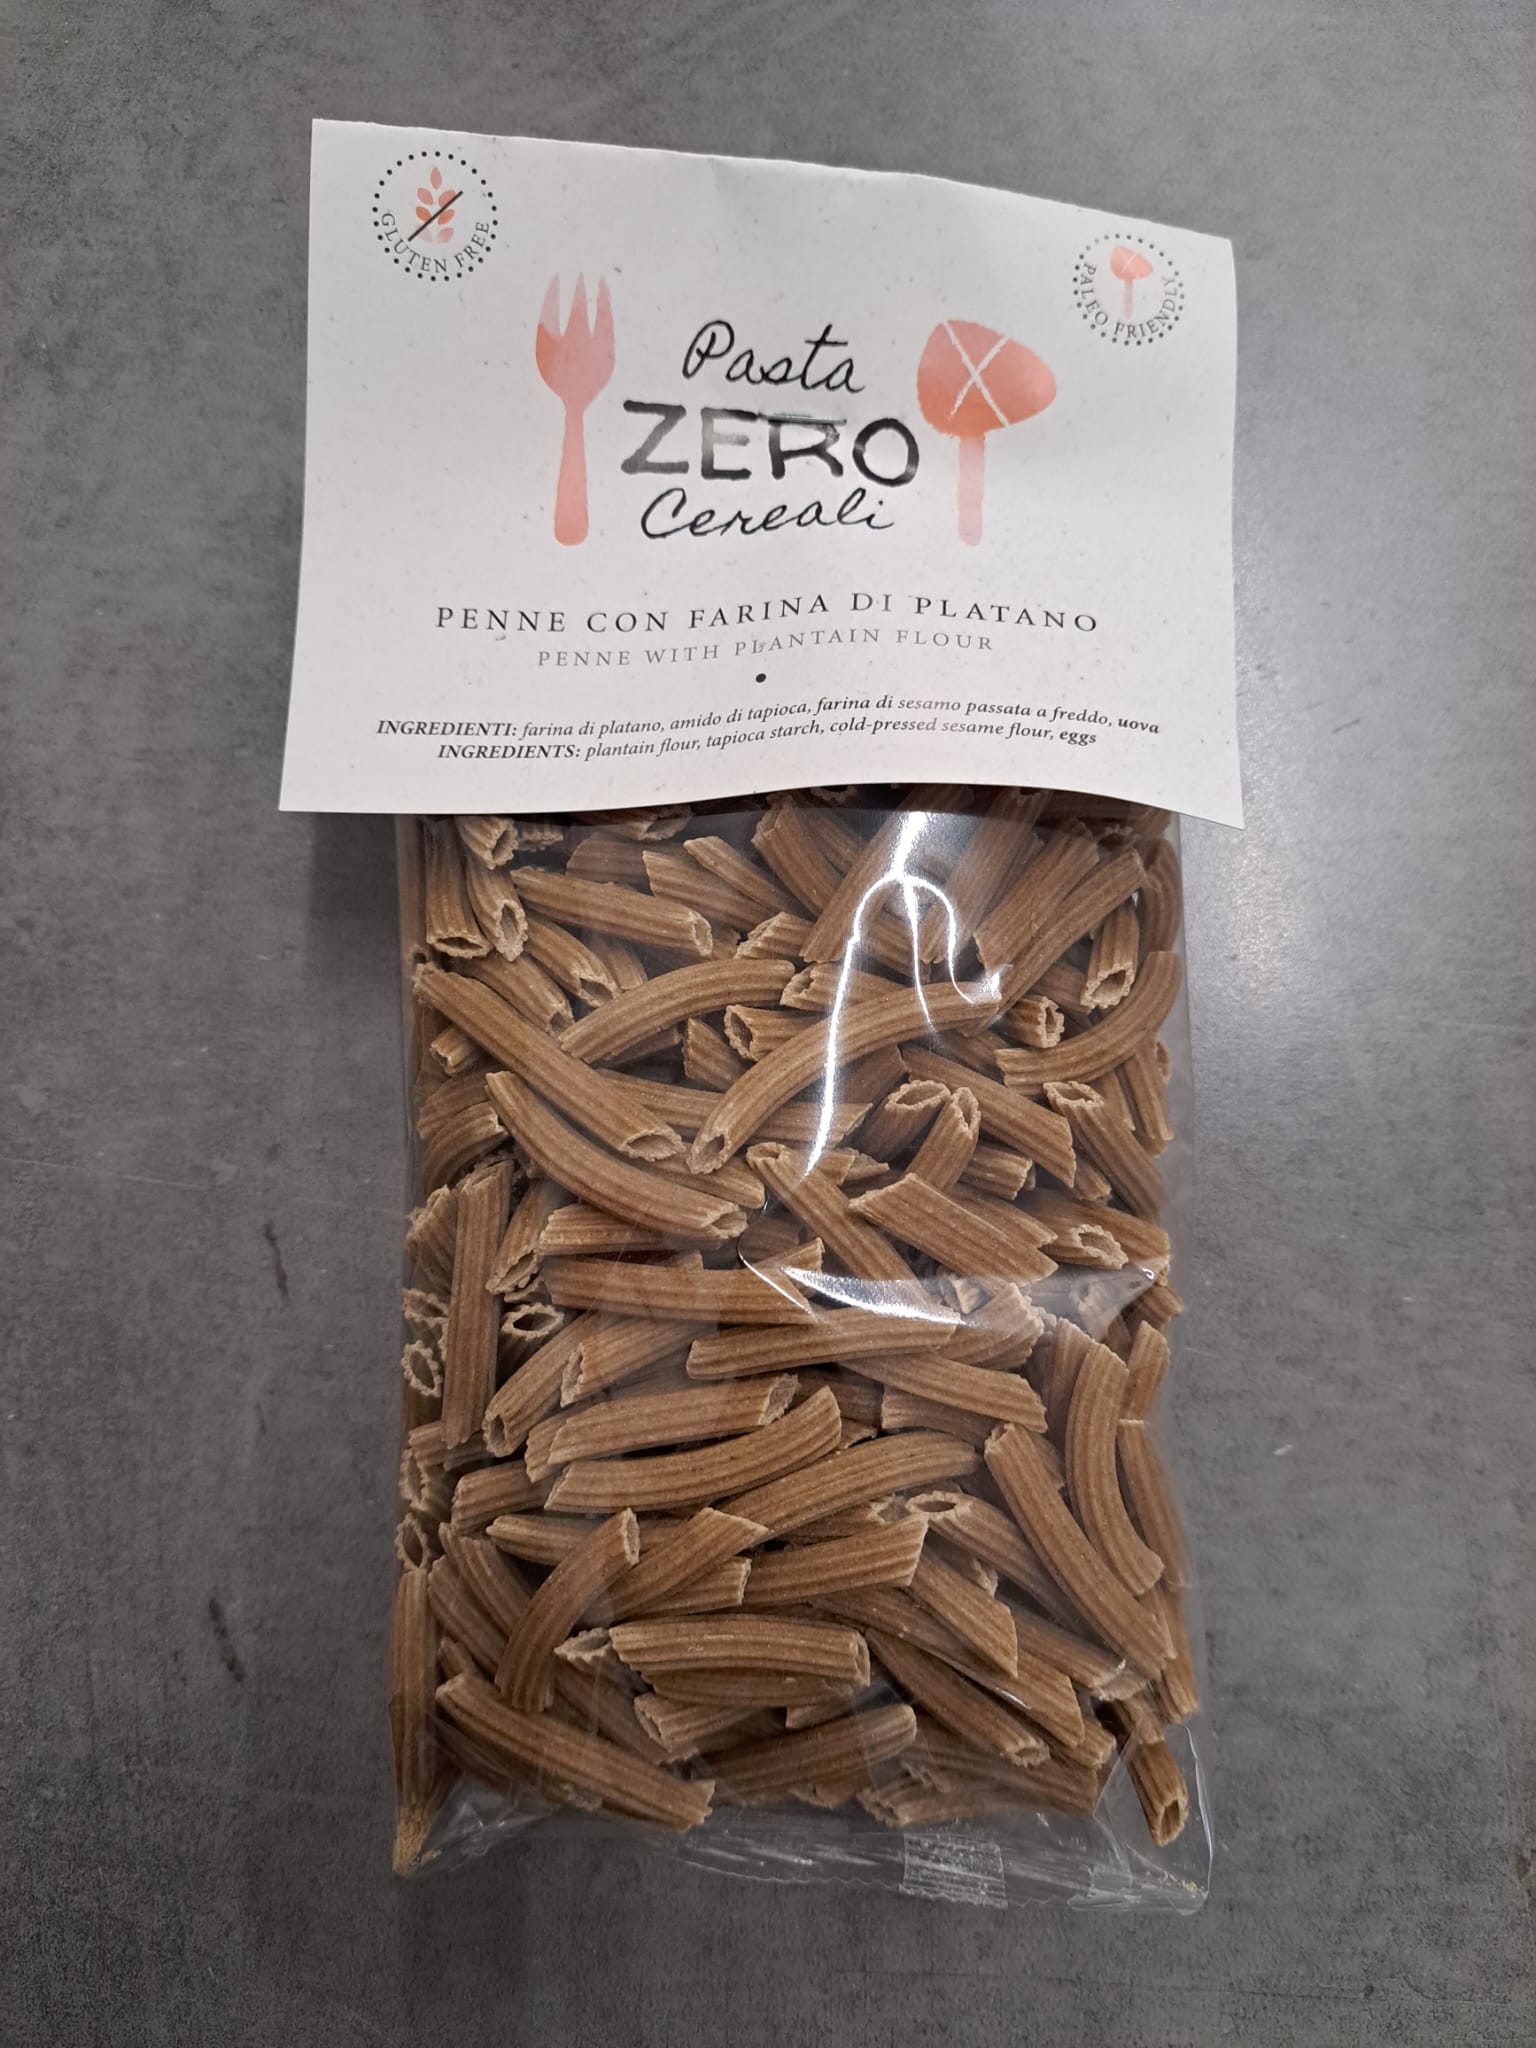 GLUTEN FREE
PALEO FRIENDLY
Pasta
ZERO
Cereali
PENNE CON FARINA DI PLATANO
PENNE WITH PLANTAIN FLOUR
INGREDIENTI: farina di platano, amido di tapioca, farina di sesamo passata a freddo, uova
INGREDIENTS: plantain flour, tapioca starch, cold-pressed sesame flour, eggs